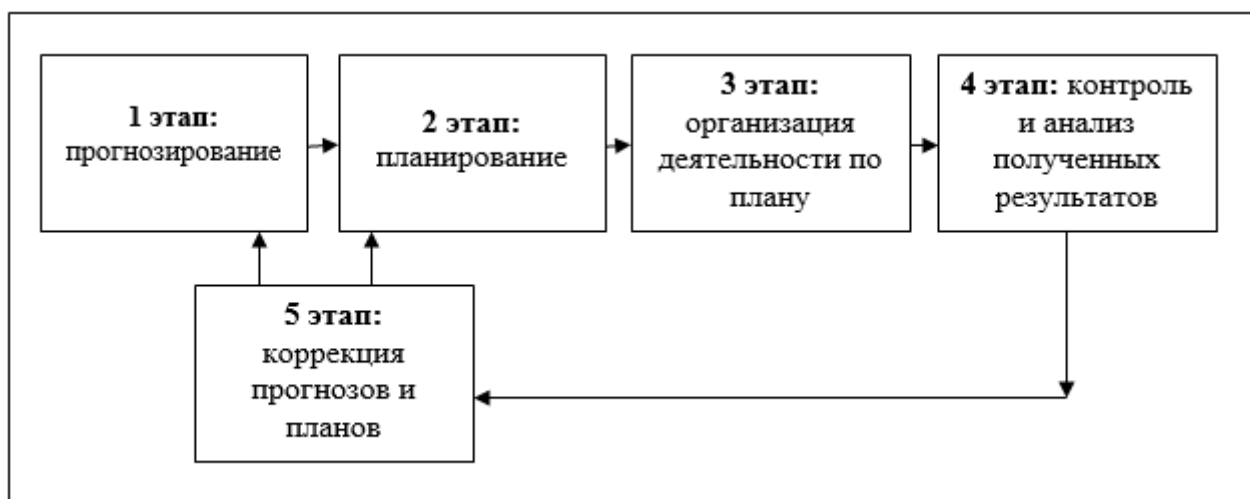 1 этап:
прогнозирование
2 этап:
планирование
3 этап:
организация
деятельности по
плану
4 этап: контроль
и анализ
полученных
результатов
5 этап:
коррекция
прогнозов и
планов